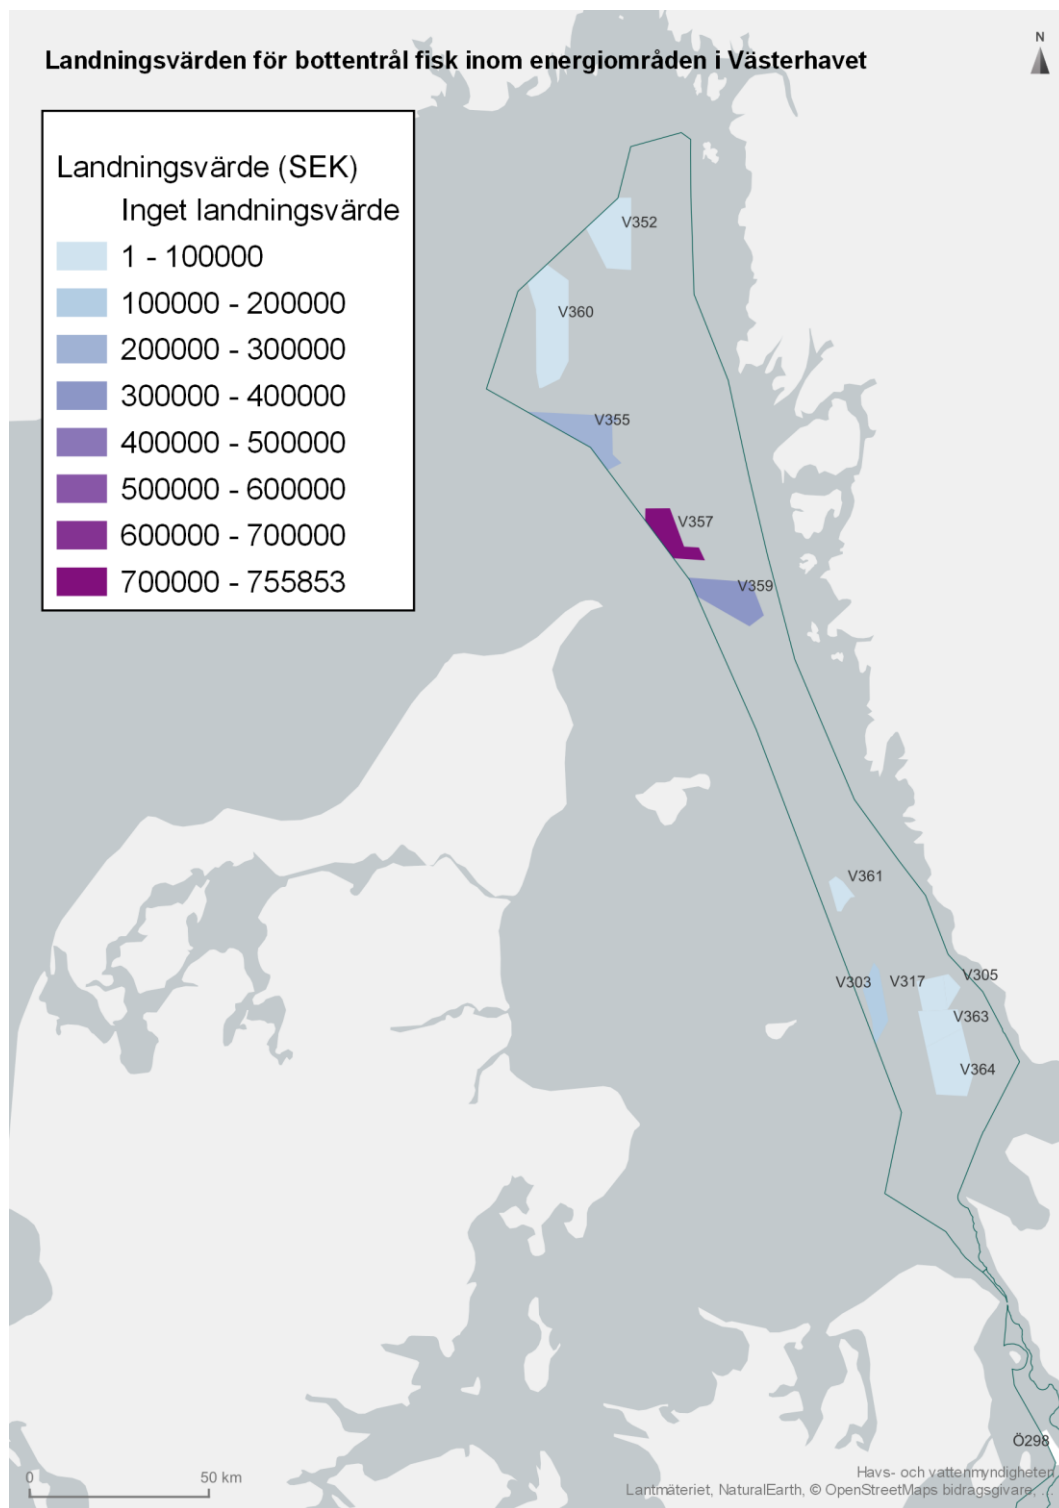 Landningsvärden för bottentrål fisk inom energiområden i Västerhavet
N
Landningsvärde (SEK)
Inget landningsvärde
1 - 100000
100000 - 200000
200000 - 300000
300000 - 400000
400000 - 500000
500000 - 600000
600000 - 700000
700000 - 755853
V352
V360
V355
V357
V359
V361
V303
V317
V305
V363
V364
Ö298
0
50 km
Havs- och vattenmyndigheten
Lantmäteriet, NaturalEarth, © OpenStreetMaps bidragsgivare, ...